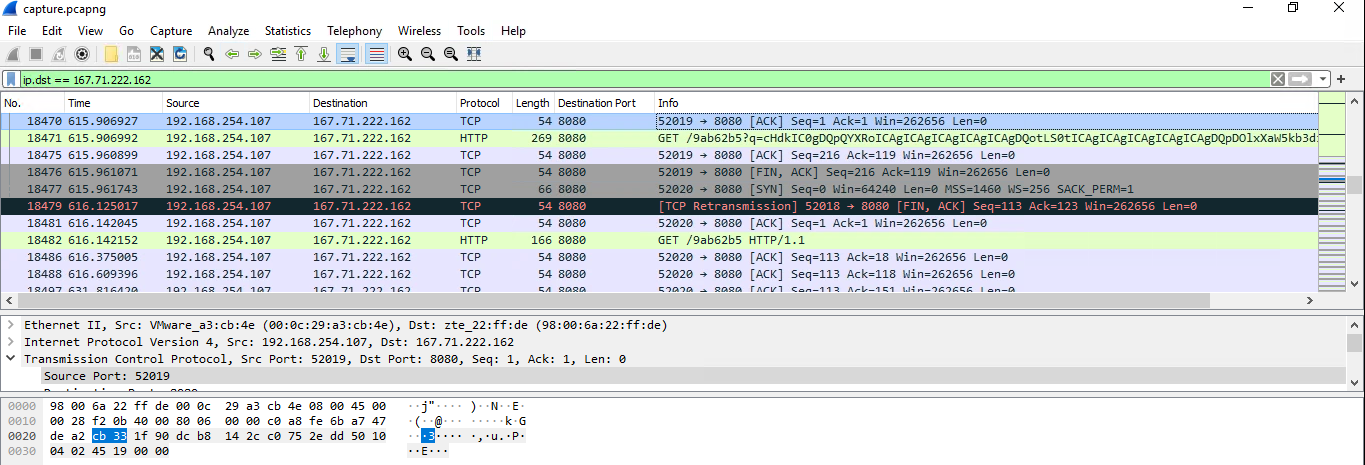 capture.pcapng
File Edit View Go Capture Analyze Statistics Telephony Wireless Tools Help
ip.dst == 167.71.222.162
No. Time Source Destination Protocol Length Destination Port Info
18470 615.906927 192.168.254.107 167.71.222.162 TCP 54 8080 52019 → 8080 [ACK] Seq=1 Ack=1 Win=262656 Len=0
18471 615.906992 192.168.254.107 167.71.222.162 HTTP 269 8080 GET /9ab62b5?q=cHdkIC0gDQpQYXRoICAgICAgICAgICAgICAgDQotLS0tICAgICAgICAgICAgICAgDQpDOlxXaW5kb3d
18475 615.960899 192.168.254.107 167.71.222.162 TCP 54 8080 52019 → 8080 [ACK] Seq=216 Ack=119 Win=262656 Len=0
18476 615.961071 192.168.254.107 167.71.222.162 TCP 54 8080 52019 → 8080 [FIN, ACK] Seq=216 Ack=119 Win=262656 Len=0
18477 615.961743 192.168.254.107 167.71.222.162 TCP 66 8080 52020 → 8080 [SYN] Seq=0 Win=64240 Len=0 MSS=1460 WS=256 SACK_PERM=1
18479 616.125017 192.168.254.107 167.71.222.162 TCP 54 8080 [TCP Retransmission] 52018 → 8080 [FIN, ACK] Seq=113 Ack=123 Win=262656 Len=0
18481 616.142045 192.168.254.107 167.71.222.162 TCP 54 8080 52020 → 8080 [ACK] Seq=1 Ack=1 Win=262656 Len=0
18482 616.142152 192.168.254.107 167.71.222.162 HTTP 166 8080 GET /9ab62b5 HTTP/1.1
18486 616.375005 192.168.254.107 167.71.222.162 TCP 54 8080 52020 → 8080 [ACK] Seq=113 Ack=18 Win=262656 Len=0
18488 616.609396 192.168.254.107 167.71.222.162 TCP 54 8080 52020 → 8080 [ACK] Seq=113 Ack=118 Win=262656 Len=0
18497 631.816420 192.168.254.107 167.71.222.162 TCP 54 8080 52020 → 8080 [ACK] Seq=113 Ack=151 Win=262656 Len=0
Ethernet II, Src: VMware_a3:cb:4e (00:0c:29:a3:cb:4e), Dst: zte_22:ff:de (98:00:6a:22:ff:de)
Internet Protocol Version 4, Src: 192.168.254.107, Dst: 167.71.222.162
Transmission Control Protocol, Src Port: 52019, Dst Port: 8080, Seq: 1, Ack: 1, Len: 0
Source Port: 52019
0000 98 00 6a 22 ff de 00 0c 29 a3 cb 4e 08 00 45 00 ··j"···· )··N··E·
0010 00 28 f2 0b 40 00 80 06 00 00 c0 a8 fe 6b a7 47 ·(··@··· ·····k·G
0020 de a2 cb 33 1f 90 dc b8 14 2c c0 75 2e dd 50 10 ···3···· ·,·u.·P·
0030 04 02 45 19 00 00 ··E···